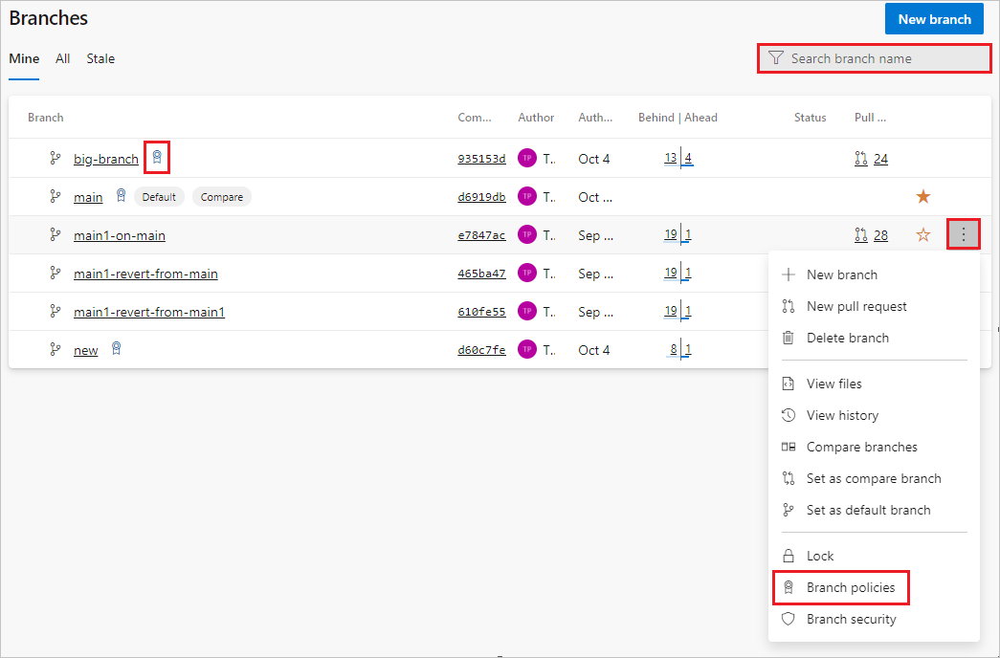 Branches
New branch
Mine All Stale
Search branch name
Branch Com... Author Auth... Behind | Ahead Status Pull ...
big-branch 935153d TP T.. Oct 4 13 4 24
main Default Compare d6919db TP T.. Oct ...
main1-on-main e7847ac TP T.. Sep ... 19 1 28
main1-revert-from-main 465ba47 TP T.. Sep ... 19 1
main1-revert-from-main1 610fe55 TP T.. Sep ... 19 1
new d60c7fe TP T.. Oct 4 8 1
New branch
New pull request
Delete branch
View files
View history
Compare branches
Set as compare branch
Set as default branch
Lock
Branch policies
Branch security